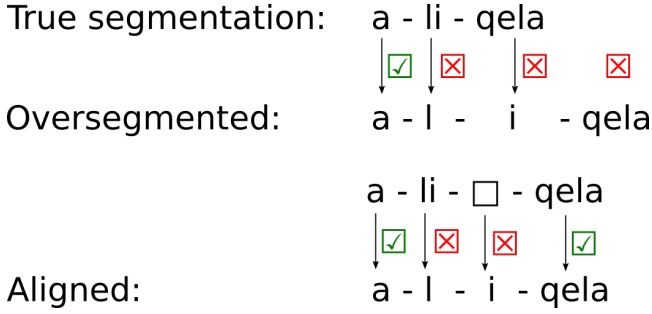 True segmentation: a - li - qela
Oversegmented: a - l - i - qela
a - li - □ - qela
Aligned: a - l - i - qela